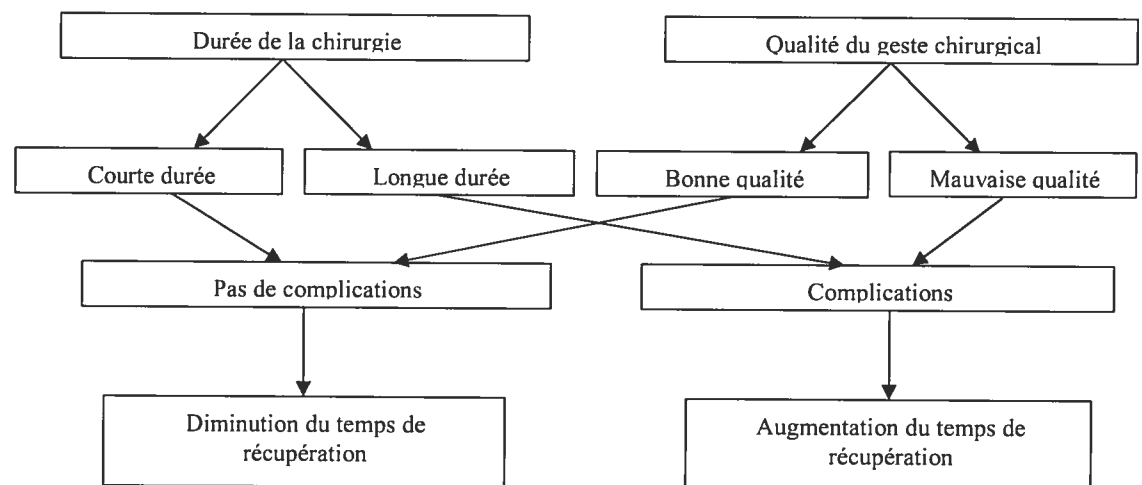 Durée de la chirurgie
Qualité du geste chirurgical
Courte durée
Longue durée
Bonne qualité
Mauvaise qualité
Pas de complications
Complications
Diminution du temps de
récupération
Augmentation du temps de
récupération